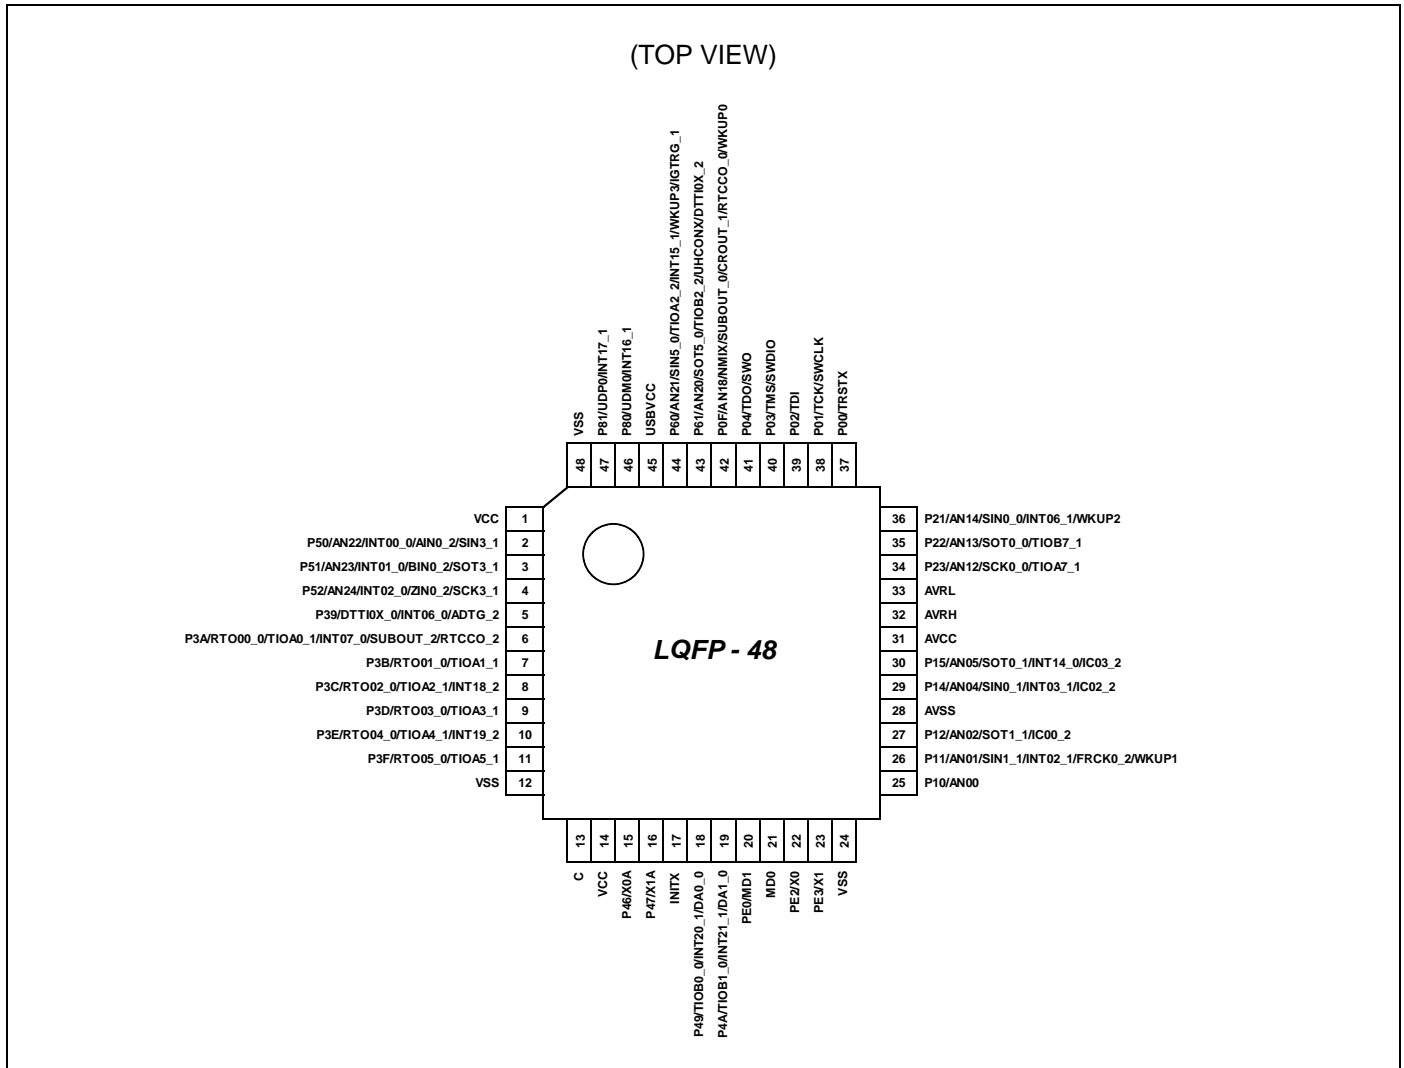 (TOP VIEW)
VSS
P81/UDP0/INT17_1
P80/UDM0/INT16_1
USBVCC
P60/AN21/SIN5_0/TIOA2_2/INT15_1/WKUP3/IGTRG_1
P61/AN20/SOT5_0/TIOB2_2/UHCONX/DTTI0X_2
P0F/AN18/NMIX/SUBOUT_0/CROUT_1/RTCCO_0/WKUP0
P04/TDO/SWO
P03/TMS/SWDIO
P02/TDI
P01/TCK/SWCLK
P00/TRSTX
48
47
46
45
44
43
42
41
40
39
38
37
VCC 1
P50/AN22/INT00_0/AIN0_2/SIN3_1 2
P51/AN23/INT01_0/BIN0_2/SOT3_1 3
P52/AN24/INT02_0/ZIN0_2/SCK3_1 4
P39/DTTI0X_0/INT06_0/ADTG_2 5
P3A/RTO00_0/TIOA0_1/INT07_0/SUBOUT_2/RTCCO_2 6
P3B/RTO01_0/TIOA1_1 7
P3C/RTO02_0/TIOA2_1/INT18_2 8
P3D/RTO03_0/TIOA3_1 9
P3E/RTO04_0/TIOA4_1/INT19_2 10
P3F/RTO05_0/TIOA5_1 11
VSS 12
LQFP - 48
36 P21/AN14/SIN0_0/INT06_1/WKUP2
35 P22/AN13/SOT0_0/TIOB7_1
34 P23/AN12/SCK0_0/TIOA7_1
33 AVRL
32 AVRH
31 AVCC
30 P15/AN05/SOT0_1/INT14_0/IC03_2
29 P14/AN04/SIN0_1/INT03_1/IC02_2
28 AVSS
27 P12/AN02/SOT1_1/IC00_2
26 P11/AN01/SIN1_1/INT02_1/FRCK0_2/WKUP1
25 P10/AN00
13
14
15
16
17
18
19
20
21
22
23
24
C
VCC
P46/X0A
P47/X1A
INITX
P49/TIOB0_0/INT20_1/DA0_0
P4A/TIOB1_0/INT21_1/DA1_0
PE0/MD1
MD0
PE2/X0
PE3/X1
VSS